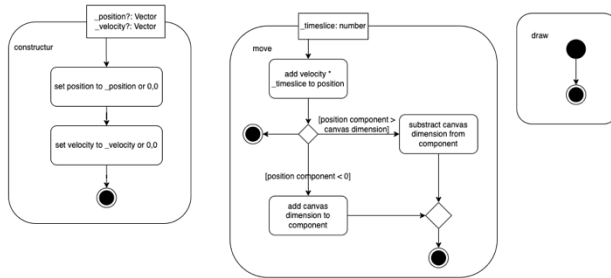 _position?: Vector
_velocity?: Vector
constructur
set position to _position or 0,0
set velocity to _velocity or 0,0
_timeslice: number
move
add velocity *
_timeslice to position
[position component >
canvas dimension]
substract canvas
dimension from
component
[position component < 0]
add canvas
dimension to
component
draw